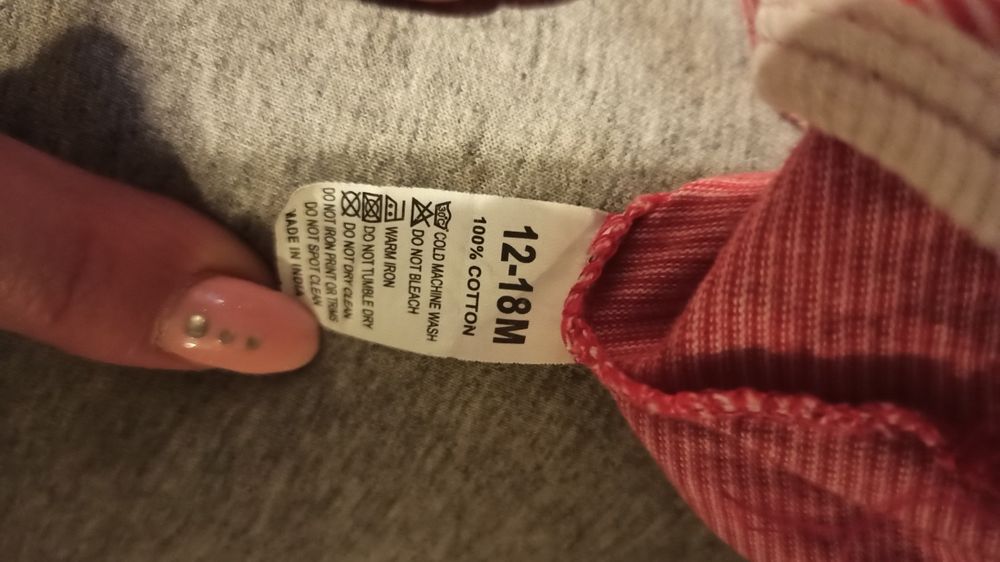 12-18M
100% COTTON
30°C COLD MACHINE WASH
DO NOT BLEACH
WARM IRON
DO NOT TUMBLE DRY
DO NOT DRY CLEAN
DO NOT IRON PRINT OR TRIMS
DO NOT SPOT CLEAN
MADE IN INDIA